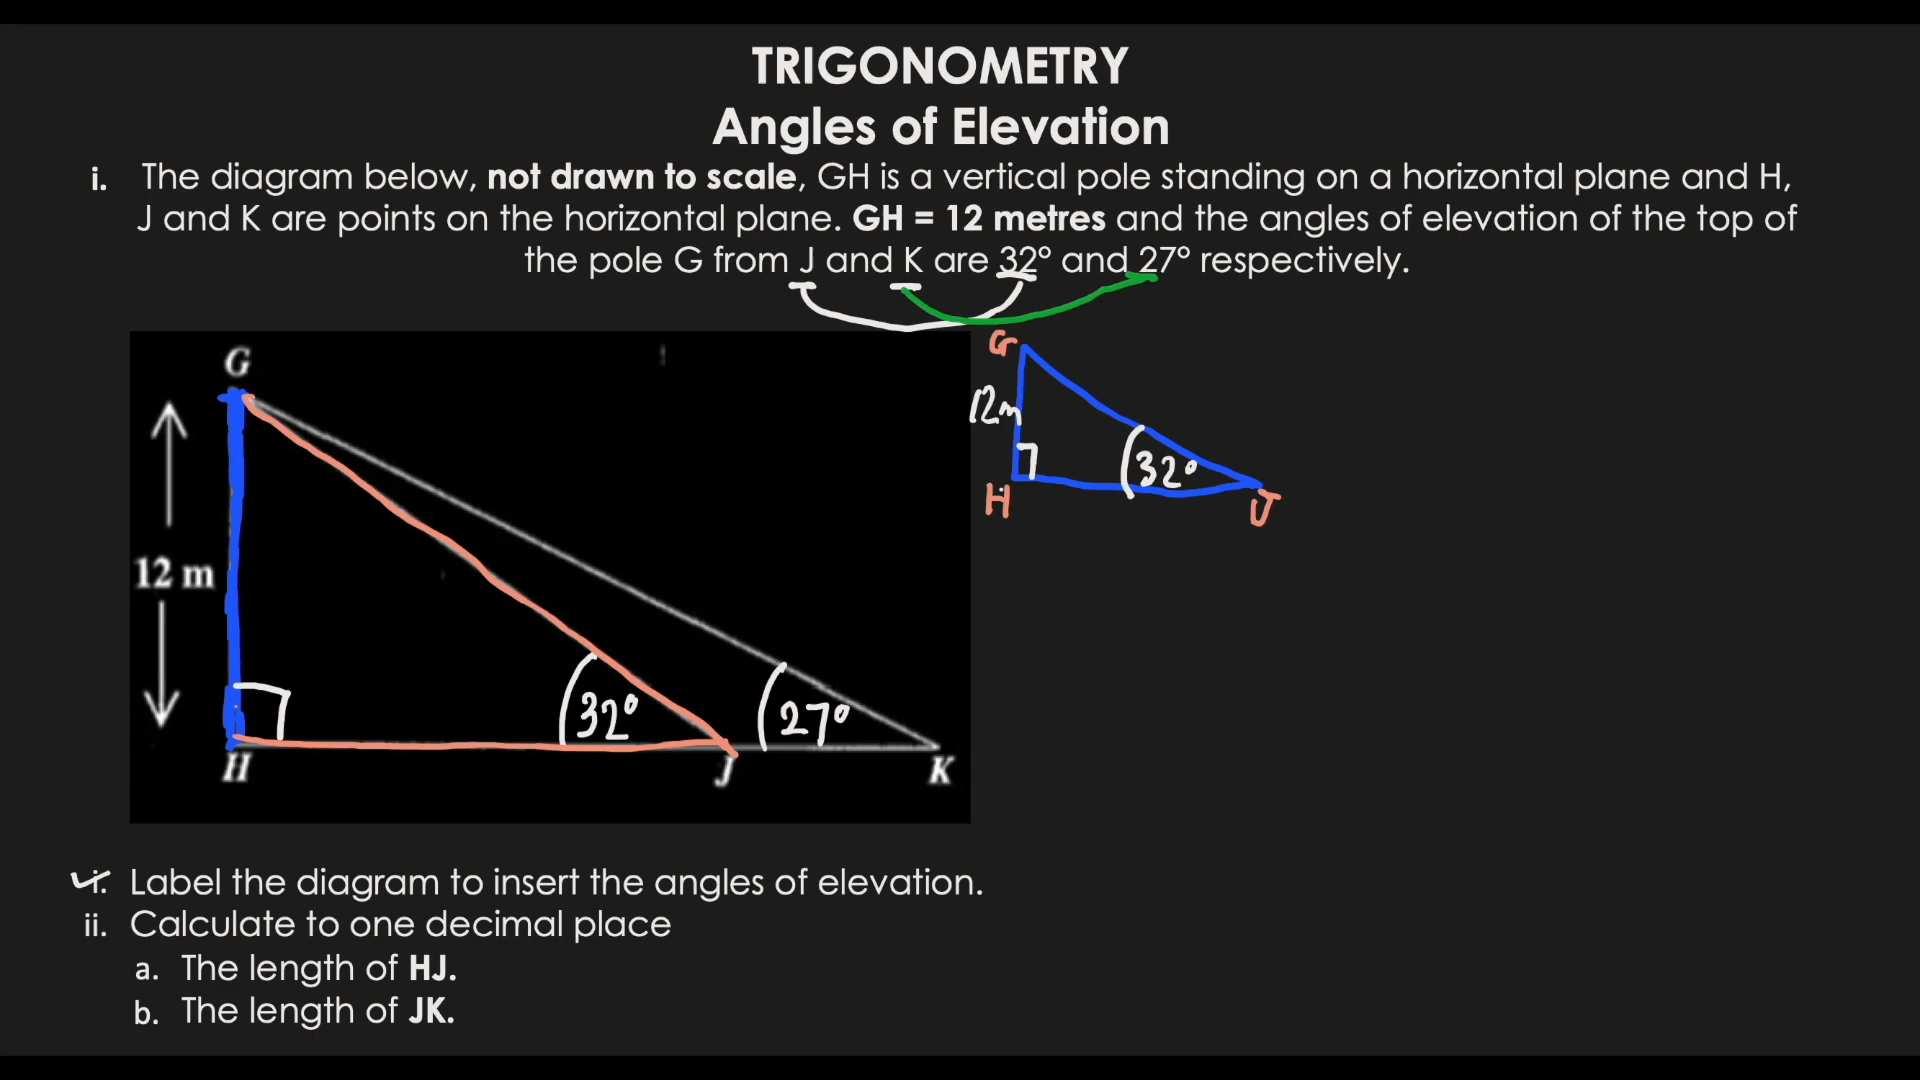 TRIGONOMETRY
Angles of Elevation
i. The diagram below, not drawn to scale, GH is a vertical pole standing on a horizontal plane and H,
J and K are points on the horizontal plane. GH = 12 metres and the angles of elevation of the top of
the pole G from J and K are 32° and 27° respectively.
G
12 m
32°
27°
H
J
K
G
12m
32°
H
J
i. Label the diagram to insert the angles of elevation.
ii. Calculate to one decimal place
a. The length of HJ.
b. The length of JK.